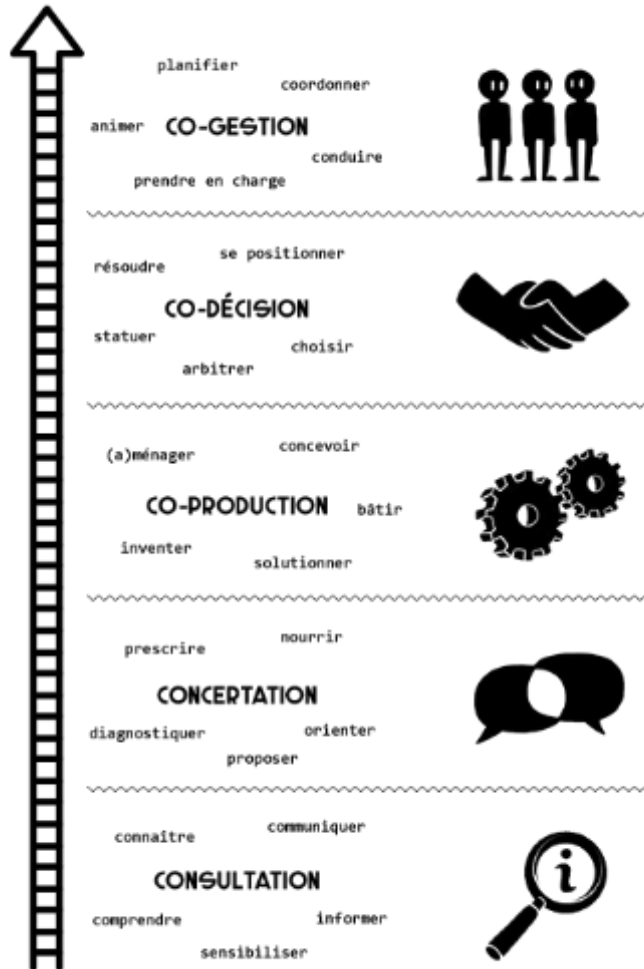 planifier
coordonner
animer CO-GESTION
conduire
prendre en charge
se positionner
résoudre
CO-DÉCISION
statuer
choisir
arbitrer
concevoir
(a)ménager
CO-PRODUCTION
bâtir
inventer
solutionner
nourrir
prescrire
CONCERTATION
diagnostiquer
orienter
proposer
communiquer
connaître
CONSULTATION
comprendre
informer
sensibiliser
i